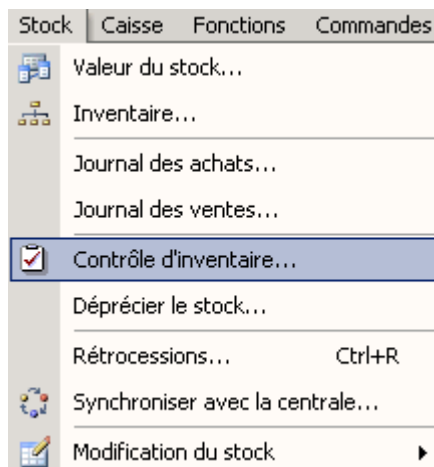 Stock Caisse Fonctions Commandes
Valeur du stock...
Inventaire...
Journal des achats...
Journal des ventes...
Contrôle d'inventaire...
Déprécier le stock...
Rétrocessions... Ctrl+R
Synchroniser avec la centrale...
Modification du stock